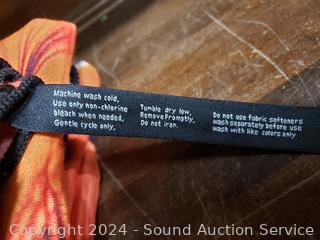 Machine wash cold,
Use only non-chlorine
bleach when needed,
Gentle cycle only.
Tumble dry low,
Remove Promptly,
Do not iron.
Do not use fabric softeners
wash separately before use
wash with like colors only
Copyright 2024 - Sound Auction Service